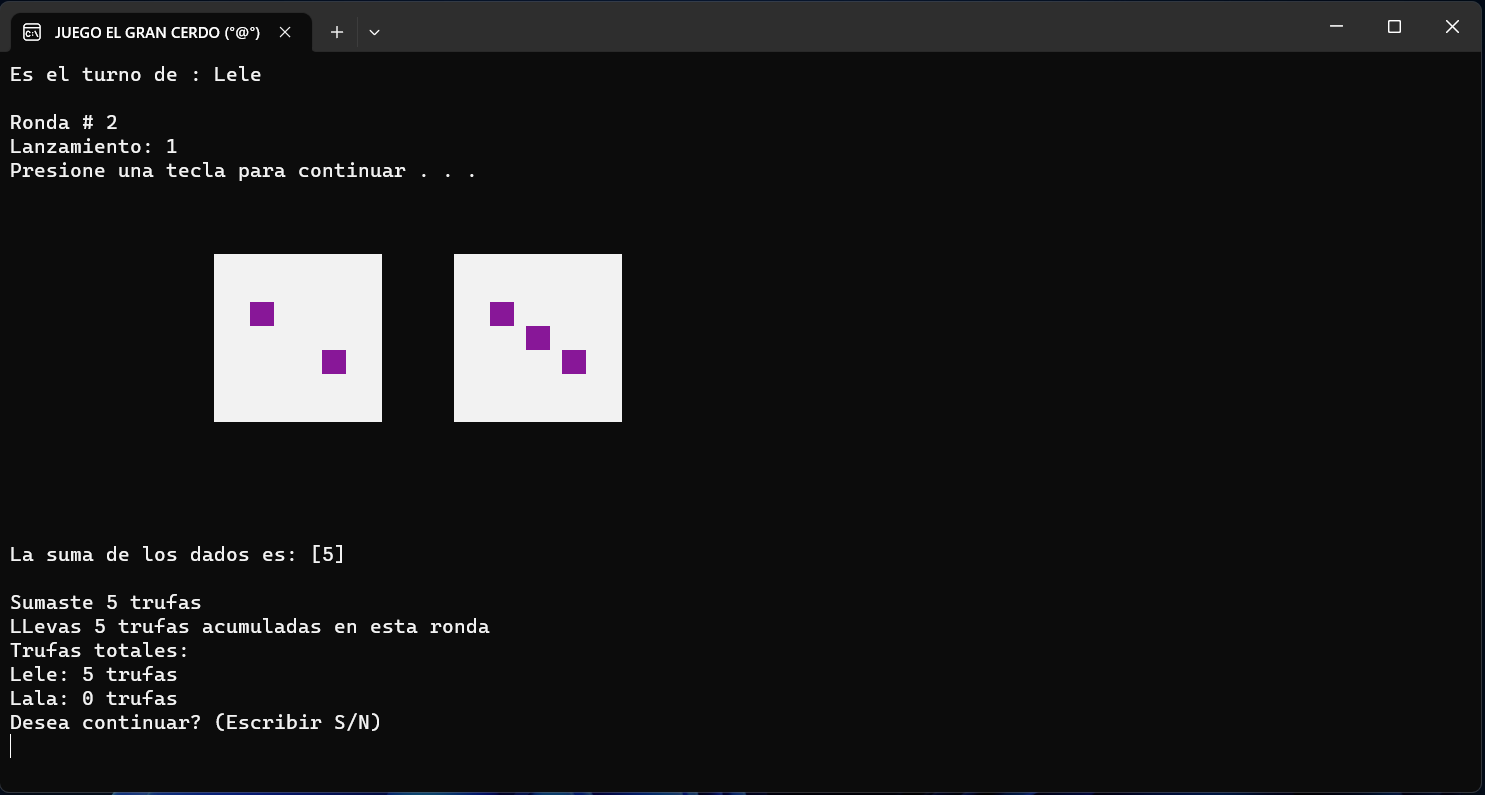 JUEGO EL GRAN CERDO (°@°)
Es el turno de : Lele
Ronda # 2
Lanzamiento: 1
Presione una tecla para continuar . . .
La suma de los dados es: [5]
Sumaste 5 trufas
LLevas 5 trufas acumuladas en esta ronda
Trufas totales:
Lele: 5 trufas
Lala: 0 trufas
Desea continuar? (Escribir S/N)